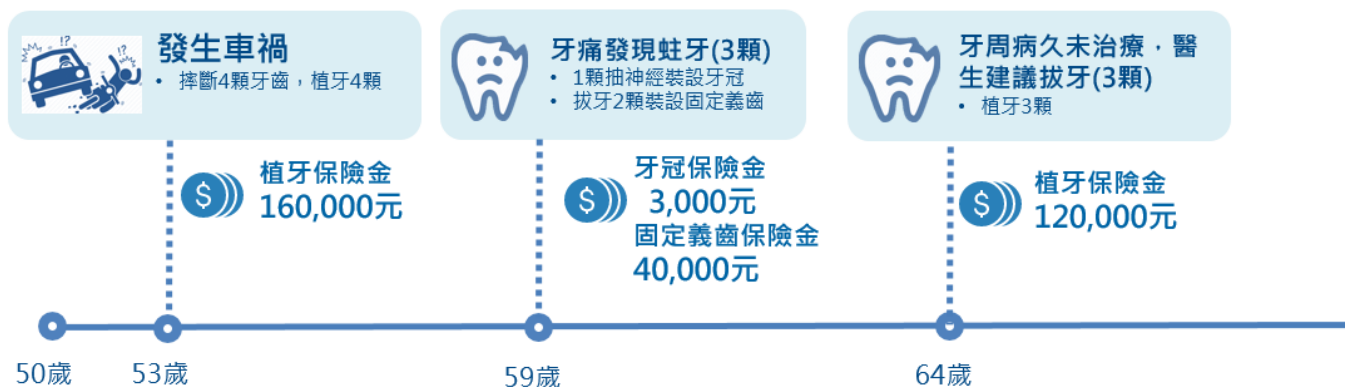 !?
!?
發生車禍
• 摔斷4顆牙齒，植牙4顆
牙痛發現蛀牙(3顆)
• 1顆抽神經裝設牙冠
• 拔牙2顆裝設固定義齒
牙周病久未治療，醫
生建議拔牙(3顆)
• 植牙3顆
$
植牙保險金
160,000元
$
牙冠保險金
3,000元
固定義齒保險金
40,000元
$
植牙保險金
120,000元
50歲
53歲
59歲
64歲